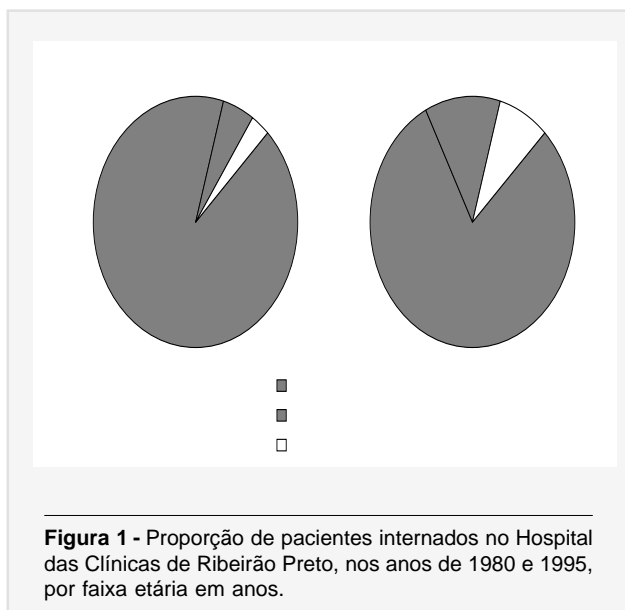 Figura 1 - Proporção de pacientes internados no Hospital
das Clínicas de Ribeirão Preto, nos anos de 1980 e 1995,
por faixa etária em anos.